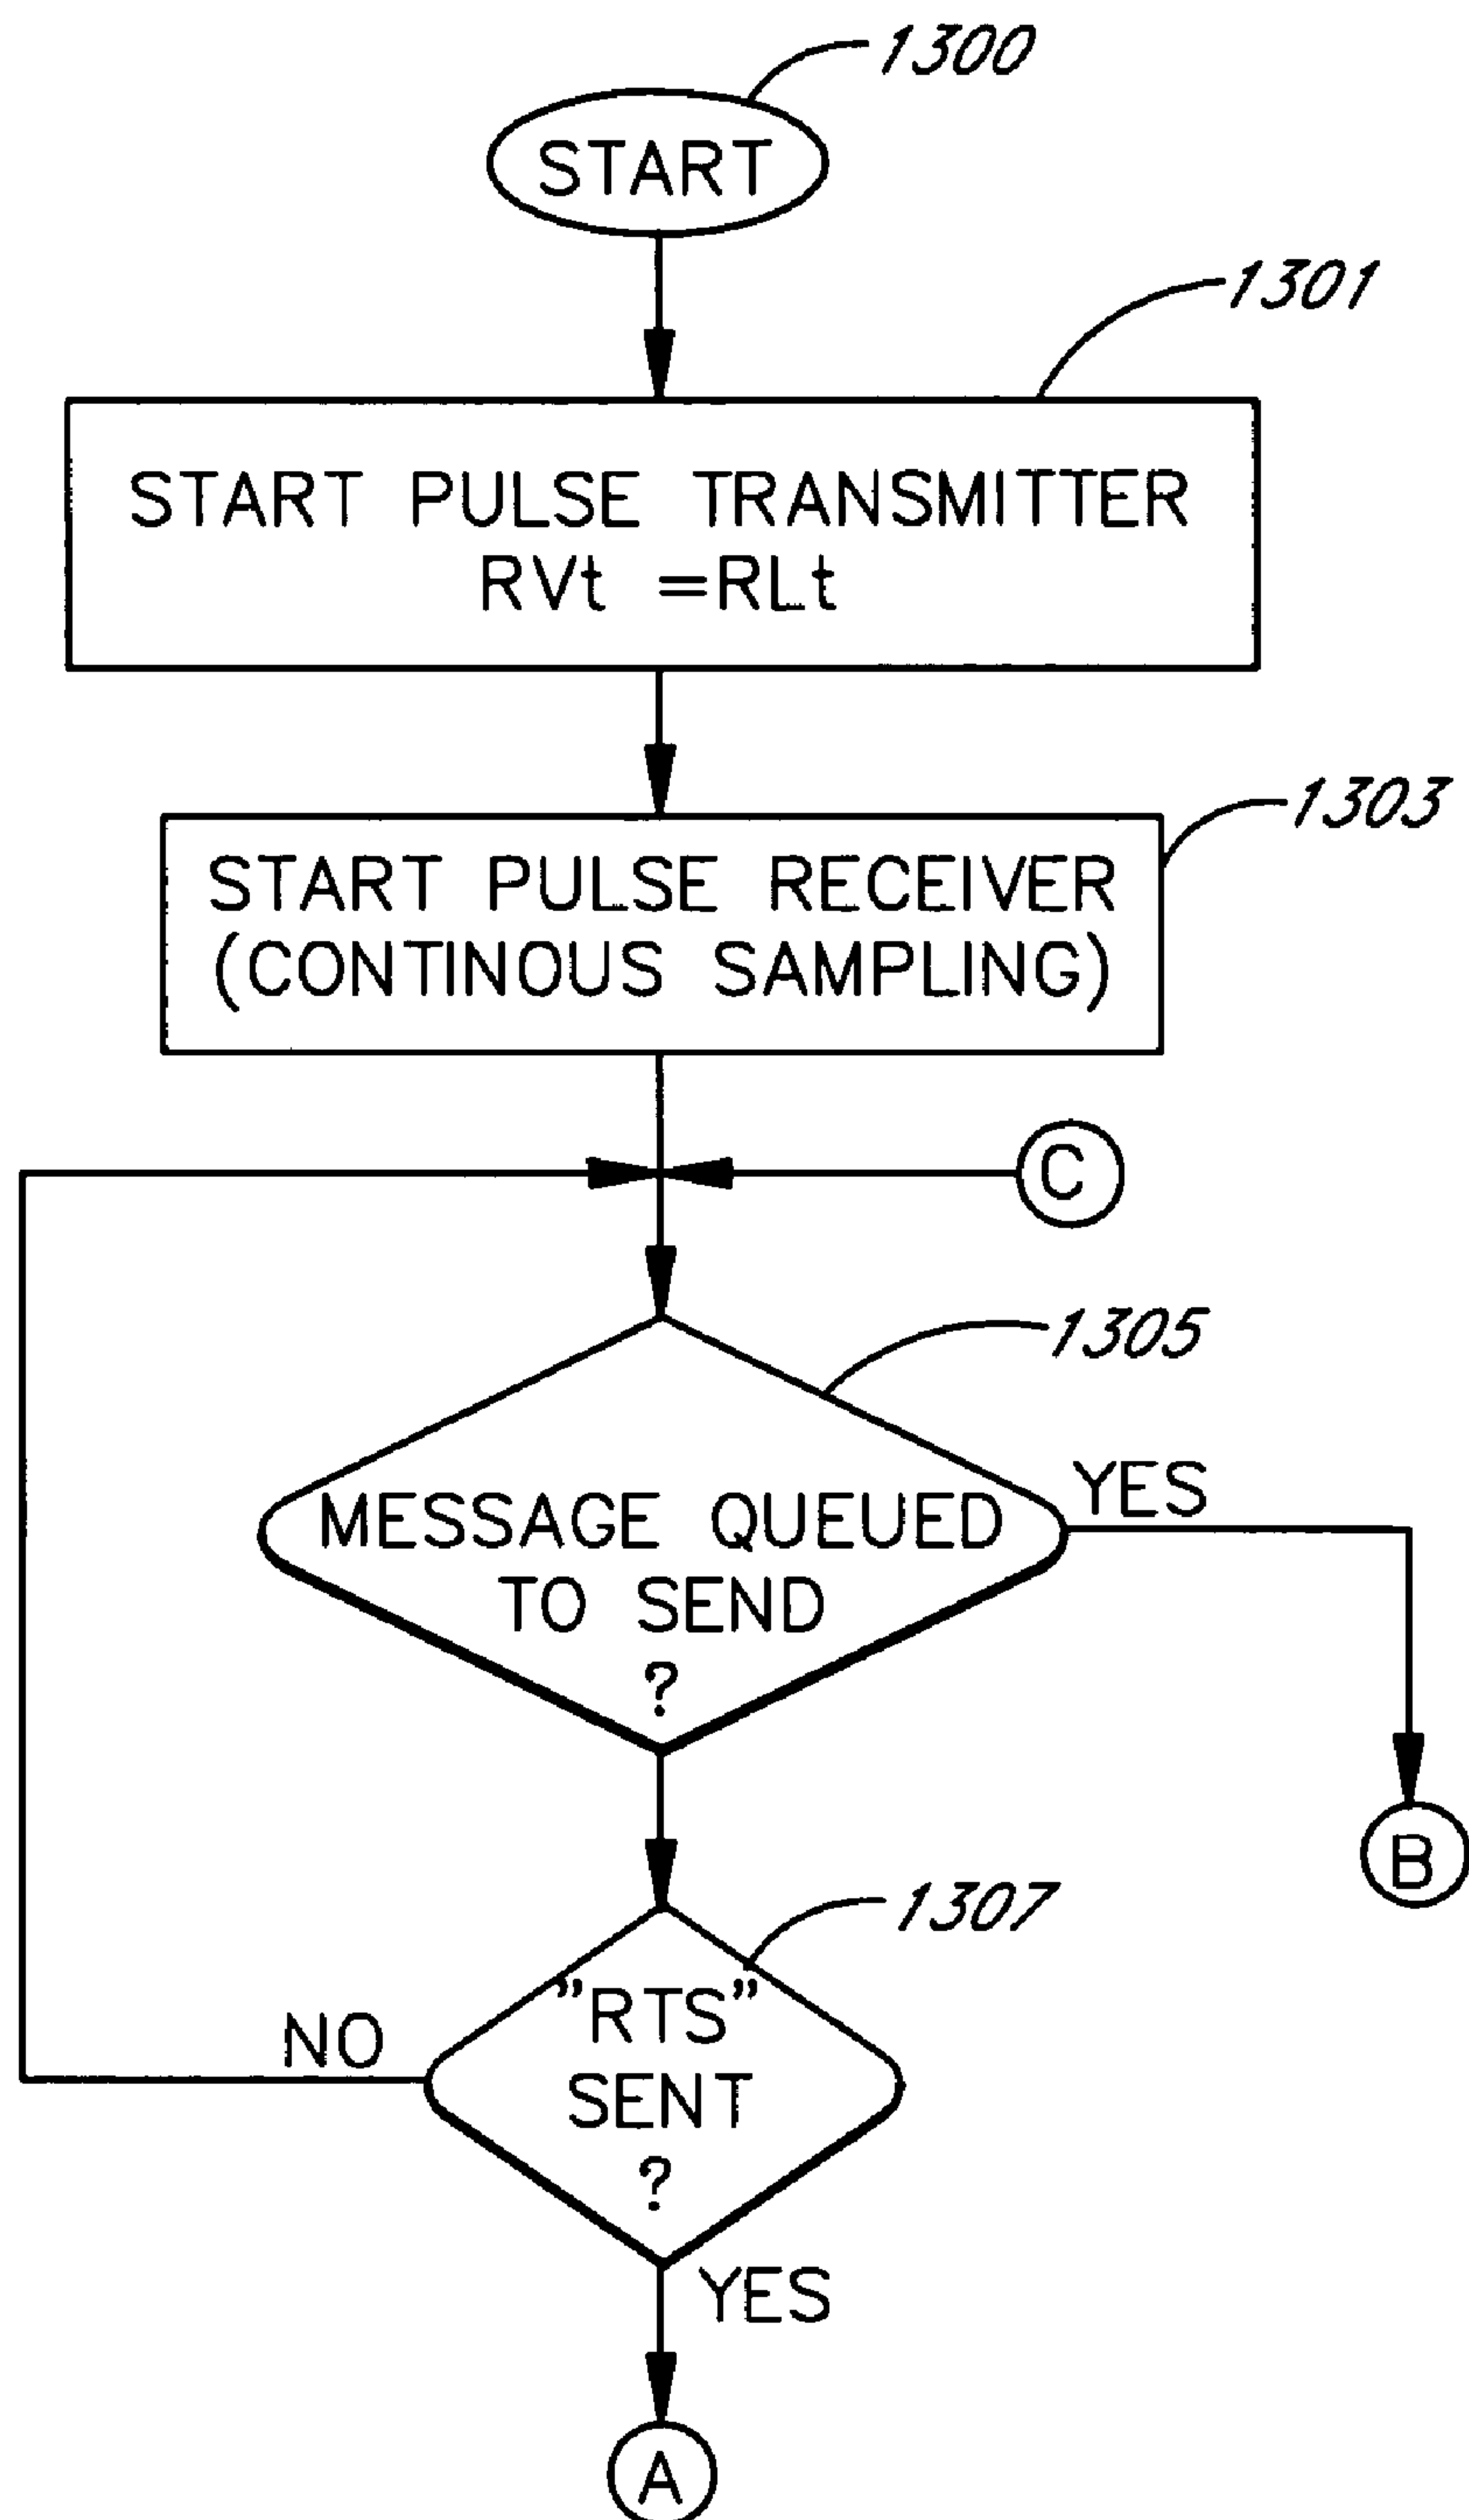 1300
START
1301
START PULSE TRANSMITTER
RVt =RLt
1303
START PULSE RECEIVER
(CONTINOUS SAMPLING)
C
1305
MESSAGE QUEUED
TO SEND
?
YES
B
1307
"RTS"
SENT
?
NO
YES
A